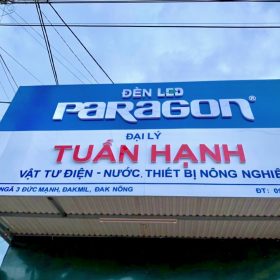 ĐÈN LED
PARAGON®
ĐẠI LÝ
TUẤN HẠNH
VẬT TƯ ĐIỆN - NƯỚC, THIẾT BỊ NÔNG NGHIỆ
NGÃ 3 ĐỨC MẠNH, ĐAKMIL, ĐAK NÔNG ĐT: 09